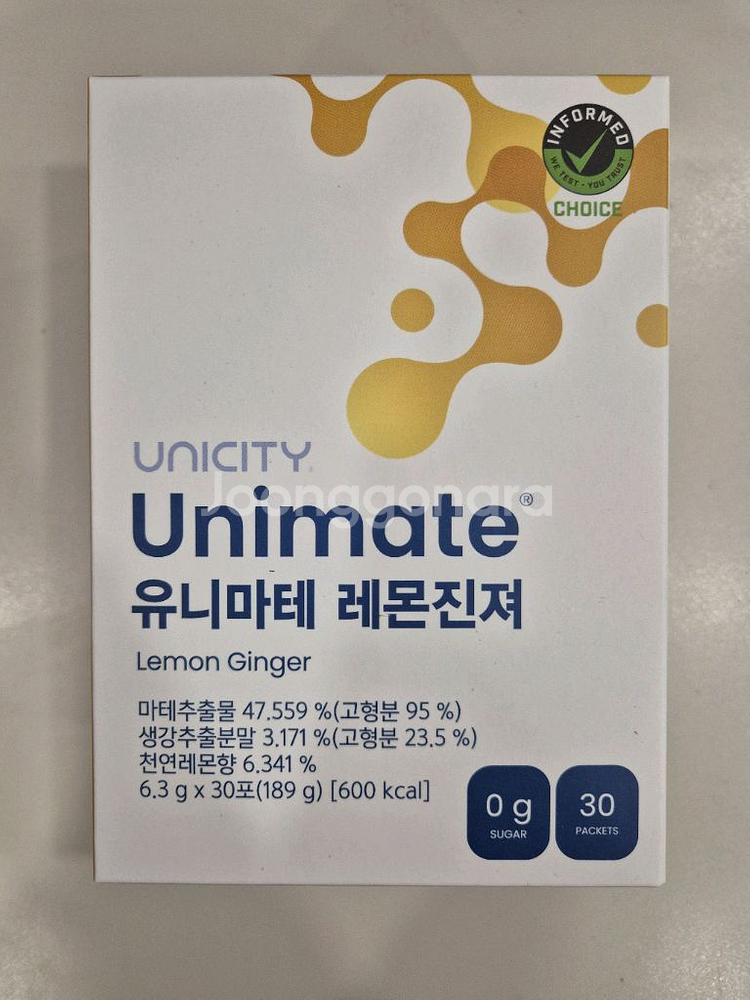 INFORMED
WE TEST - YOU TRUST
CHOICE
UNICITY
Joonggonara
Unimate®
유니마테 레몬진져
Lemon Ginger
마테추출물 47.559 %(고형분 95 %)
생강추출분말 3.171 %(고형분 23.5 %)
천연레몬향 6.341 %
6.3 g x 30포(189 g) [600 kcal]
0 g
SUGAR
30
PACKETS